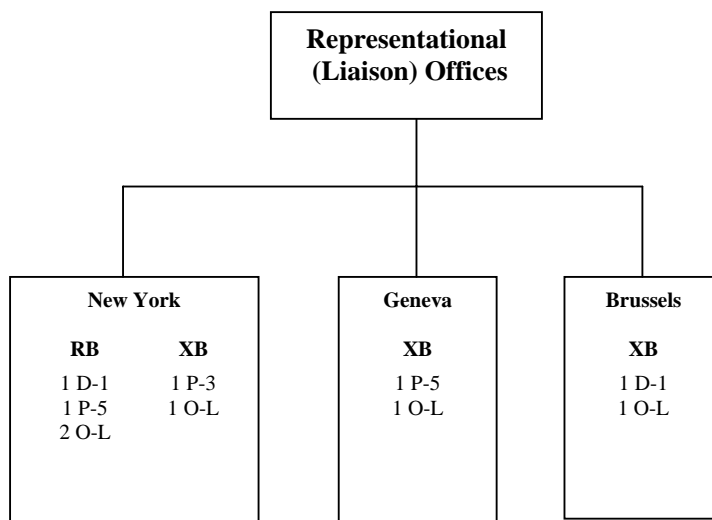 Representational
(Liaison) Offices
New York
RB XB
1 D-1 1 P-3
1 P-5 1 O-L
2 O-L
Geneva
XB
1 P-5
1 O-L
Brussels
XB
1 D-1
1 O-L